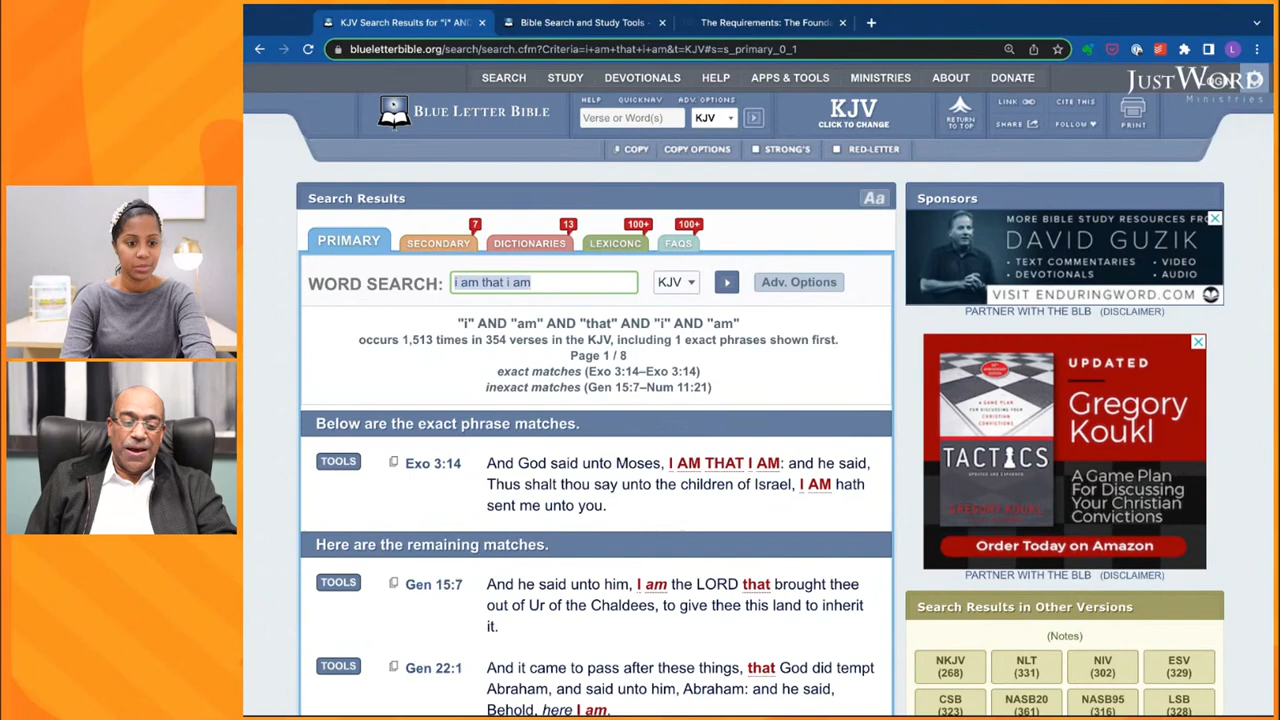 KJV Search Results for "i" AND
Bible Search and Study Tools -
The Requirements: The Founda
blueletterbible.org/search/search.cfm?Criteria=i+am+that+i+am&t=KJV#s=s_primary_0_1
L
SEARCH STUDY DEVOTIONALS HELP APPS & TOOLS MINISTRIES ABOUT DONATE
JUSTWORD
Ministries
BLUE LETTER BIBLE
HELP QUICKNAV ADV. OPTIONS
Verse or Word(s) KJV
KJV
CLICK TO CHANGE
RETURN
TO TOP
LINK CITE THIS
SHARE FOLLOW
PRINT
COPY COPY OPTIONS STRONG'S RED-LETTER
Search Results Aa
7 13 100+ 100+
PRIMARY SECONDARY DICTIONARIES LEXICONC FAQS
WORD SEARCH: i am that i am KJV Adv. Options
"i" AND "am" AND "that" AND "i" AND "am"
occurs 1,513 times in 354 verses in the KJV, including 1 exact phrases shown first.
Page 1 / 8
exact matches (Exo 3:14–Exo 3:14)
inexact matches (Gen 15:7–Num 11:21)
Below are the exact phrase matches.
TOOLS Exo 3:14 And God said unto Moses, I AM THAT I AM: and he said,
Thus shalt thou say unto the children of Israel, I AM hath
sent me unto you.
Here are the remaining matches.
TOOLS Gen 15:7 And he said unto him, I am the LORD that brought thee
out of Ur of the Chaldees, to give thee this land to inherit
it.
TOOLS Gen 22:1 And it came to pass after these things, that God did tempt
Abraham, and said unto him, Abraham: and he said,
Behold, here I am.
Sponsors
MORE BIBLE STUDY RESOURCES FR
DAVID GUZIK
• TEXT COMMENTARIES • VIDEO
• DEVOTIONALS • AUDIO
VISIT ENDURINGWORD.COM
PARTNER WITH THE BLB (DISCLAIMER)
UPDATED
Gregory
Koukl
A GAME PLAN
FOR DISCUSSING
YOUR CHRISTIAN
CONVICTIONS
TACTICS
GREGORY KOUKL
A Game Plan
For Discussing
Your Christian
Convictions
Order Today on Amazon
PARTNER WITH THE BLB (DISCLAIMER)
Search Results in Other Versions
(Notes)
NKJV NLT NIV ESV
(268) (331) (302) (329)
CSB NASB20 NASB95 LSB
(323) (361) (316) (328)